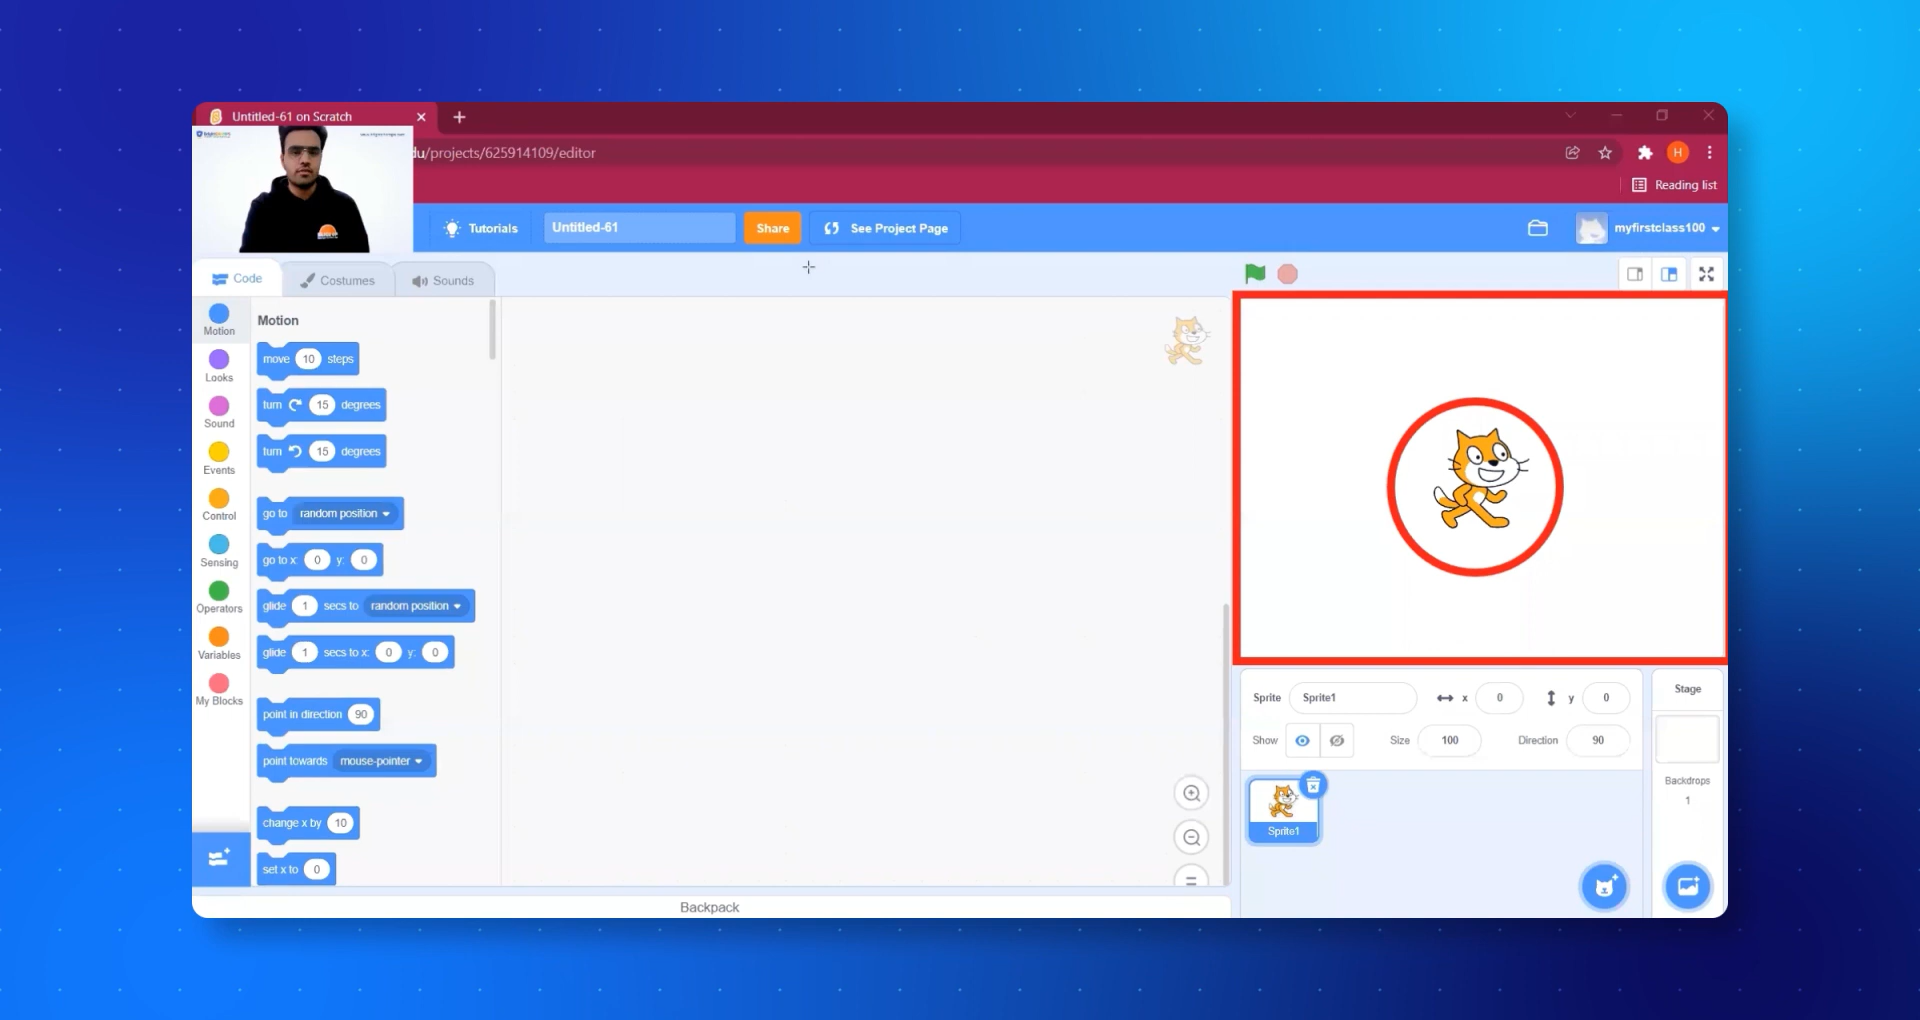 Untitled-61 on Scratch
du/projects/625914109/editor
Reading list
H
Tutorials
Untitled-61
Share
See Project Page
myfirstclass100
Code
Costumes
Sounds
Motion
Looks
Sound
Events
Control
Sensing
Operators
Variables
My Blocks
Motion
move 10 steps
turn 15 degrees
turn 15 degrees
go to random position
go to x: 0 y: 0
glide 1 secs to random position
glide 1 secs to x: 0 y: 0
point in direction 90
point towards mouse-pointer
change x by 10
set x to 0
Backpack
Sprite Sprite1 x 0 y 0
Show Size 100 Direction 90
Sprite1
Stage
Backdrops
1